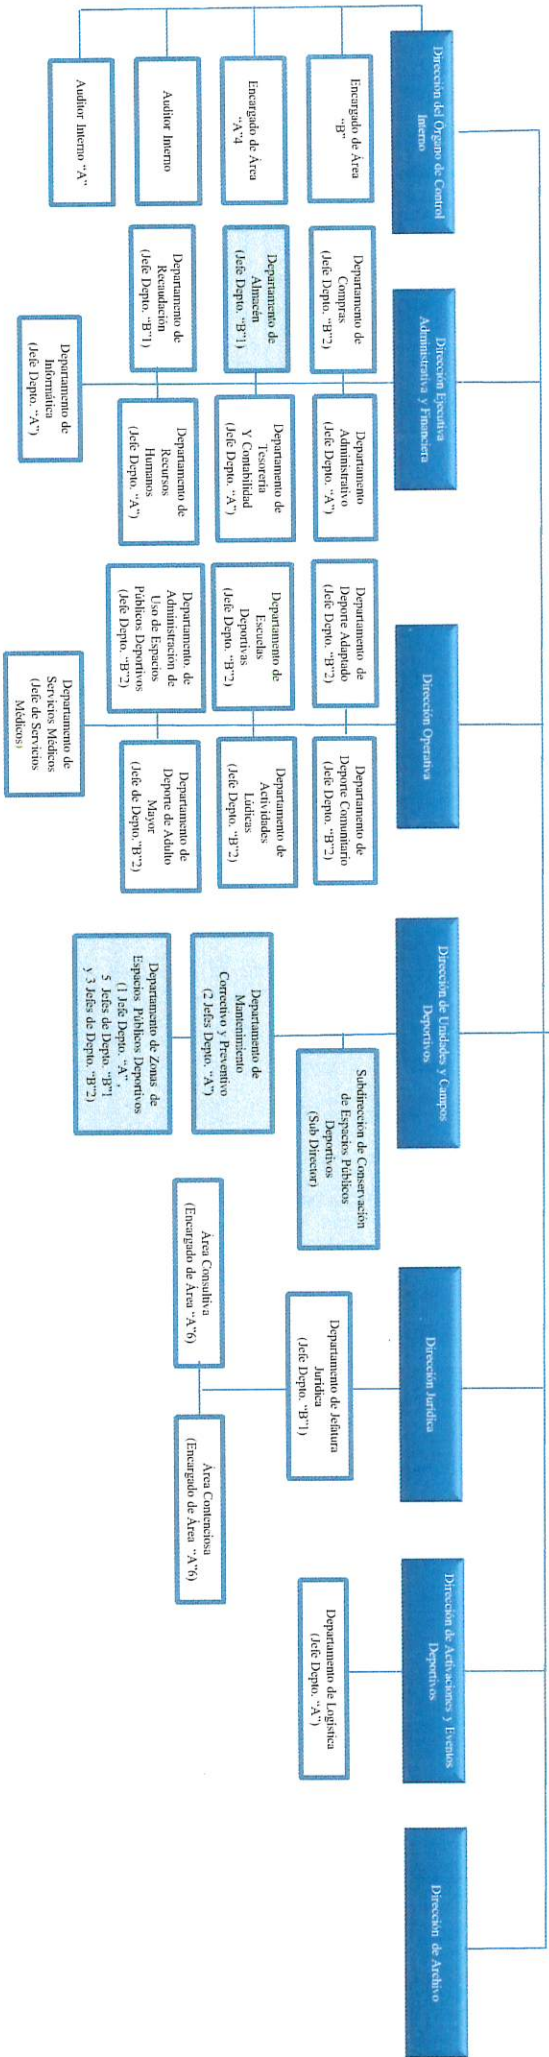 Dirección del Órgano de Control
Interno
Encargado de Área
"B"
Encargado de Área
"A"4
Auditor Interno
Auditor Interno "A"
Dirección Ejecutiva
Administrativa y Financiera
Departamento de
Compras
(Jefe Depto. "B"2)
Departamento
Administrativo
(Jefe Depto. "A")
Departamento de
Almacén
(Jefe Depto. "B"1)
Departamento de
Tesorería
Y Contabilidad
(Jefe Depto. "A")
Departamento de
Recaudación
(Jefe Depto. "B"1)
Departamento de
Recursos
Humanos
(Jefe Depto. "A")
Departamento de
Informática
(Jefe Depto. "A")
Dirección Operativa
Departamento de
Deporte Adaptado
(Jefe Depto. "B"2)
Departamento de
Deporte Comunitario
(Jefe Depto. "B"2)
Departamento de
Escuelas
Deportivas
(Jefe Depto. "B"2)
Departamento de
Actividades
Lúdicas
(Jefe Depto. "B"2)
Departamento. de
Administración de
Uso de Espacios
Públicos Deportivos
(Jefe Depto. "B"2)
Departamento de
Deporte de Adulto
Mayor
(Jefe de Depto."B"2)
Departamento de
Servicios Médicos
(Jefe de Servicios
Médicos)
Dirección de Unidades y Campos
Deportivos
Subdirección de Conservación
de Espacios Públicos
Deportivos
(Sub Director)
Departamento de
Mantenimiento
Correctivo y Preventivo
(2 Jefes Depto. "A")
Departamento de Zonas de
Espacios Públicos Deportivos
(1 Jefe Depto. "A" ,
5 Jefes de Depto. "B"1
y 3 Jefes de Depto. "B"2)
Dirección Jurídica
Departamento de Jefatura
Jurídica
(Jefe Depto. "B"1)
Área Consultiva
(Encargado de Área "A"6)
Área Contenciosa
(Encargado de Área "A"6)
Dirección de Activaciones y Eventos
Deportivos
Departamento de Logística
(Jefe Depto. "A")
Dirección de Archivo